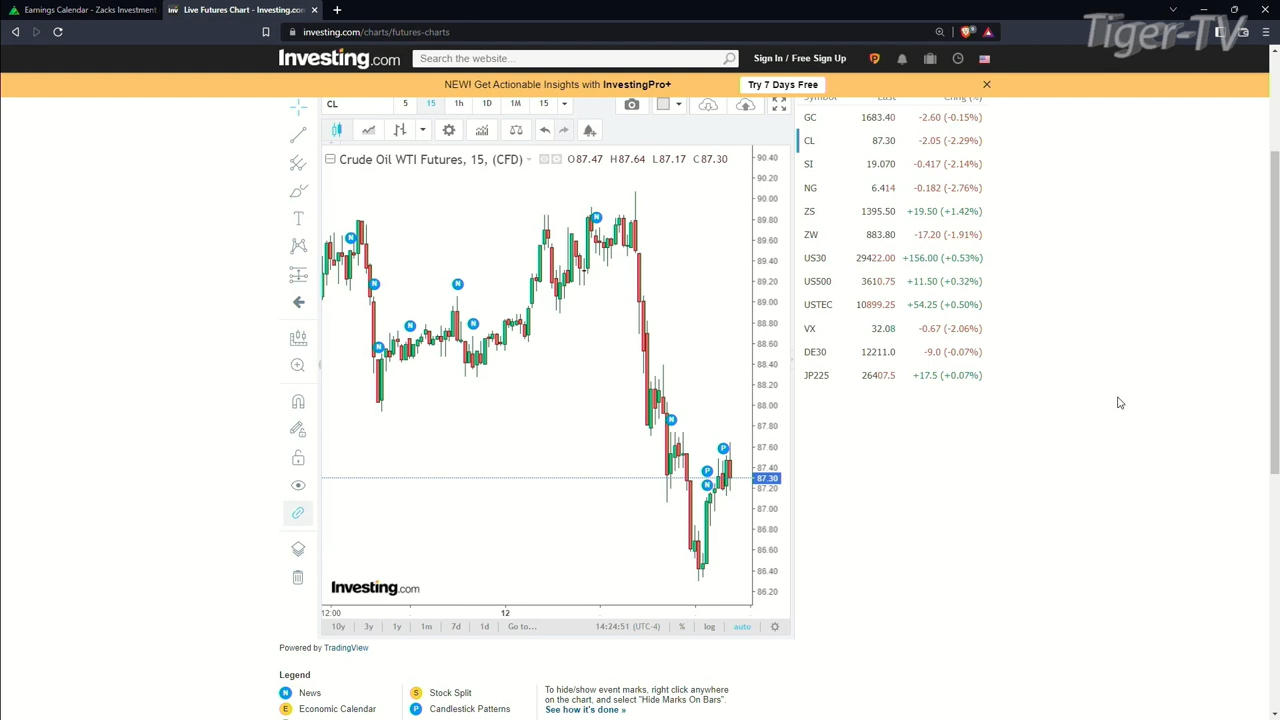 Earnings Calendar - Zacks Investment
Live Futures Chart - Investing.com
Tiger-TV
investing.com/charts/futures-charts
Investing.com
Search the website...
Sign In / Free Sign Up
NEW! Get Actionable Insights with InvestingPro+
Try 7 Days Free
CL 5 15 1h 1D 1M 15
Symbol Last Chng (%)
GC 1683.40 -2.60 (-0.15%)
CL 87.30 -2.05 (-2.29%)
SI 19.070 -0.417 (-2.14%)
NG 6.414 -0.182 (-2.76%)
ZS 1395.50 +19.50 (+1.42%)
ZW 883.80 -17.20 (-1.91%)
US30 29422.00 +156.00 (+0.53%)
US500 3610.75 +11.50 (+0.32%)
USTEC 10899.25 +54.25 (+0.50%)
VX 32.08 -0.67 (-2.06%)
DE30 12211.0 -9.0 (-0.07%)
JP225 26407.5 +17.5 (+0.07%)
Crude Oil WTI Futures, 15, (CFD) O87.47 H87.64 L87.17 C87.30
90.40
90.20
90.00
89.80
89.60
89.40
89.20
89.00
88.80
88.60
88.40
88.20
88.00
87.80
87.60
87.40
87.30
87.20
87.00
86.80
86.60
86.40
86.20
N
N
N
N
N
N
N
N
P
P
N
Investing.com
12:00 12
10y 3y 1y 1m 7d 1d Go to... 14:24:51 (UTC-4) % log auto
Powered by TradingView
Legend
N News
S Stock Split
E Economic Calendar
P Candlestick Patterns
To hide/show event marks, right click anywhere
on the chart, and select "Hide Marks On Bars".
See how it's done »